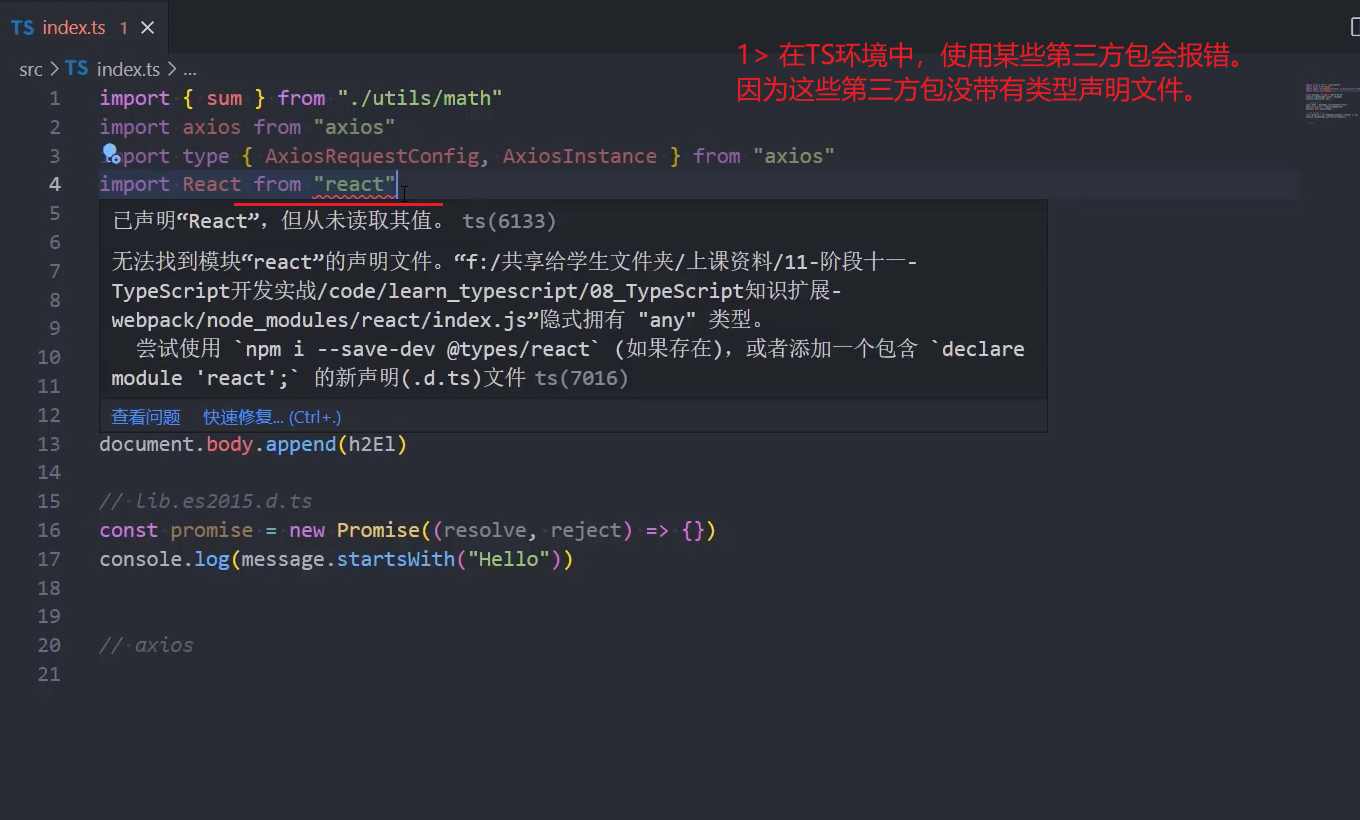 TS index.ts 1 ×
src > TS index.ts > ...
1> 在TS环境中，使用某些第三方包会报错。
因为这些第三方包没带有类型声明文件。
1 import { sum } from "./utils/math"
2 import axios from "axios"
3 import type { AxiosRequestConfig, AxiosInstance } from "axios"
4 import React from "react"
5
已声明“React”，但从未读取其值。 ts(6133)
6
7
8
9
10
11
12
无法找到模块“react”的声明文件。“f:/共享给学生文件夹/上课资料/11-阶段十一-
TypeScript开发实战/code/learn_typescript/08_TypeScript知识扩展-
webpack/node_modules/react/index.js”隐式拥有 "any" 类型。
尝试使用 `npm i --save-dev @types/react` (如果存在)，或者添加一个包含 `declare
module 'react';` 的新声明(.d.ts)文件 ts(7016)
查看问题 快速修复... (Ctrl+.)
13 document.body.append(h2El)
14
15 // lib.es2015.d.ts
16 const promise = new Promise((resolve, reject) => {})
17 console.log(message.startsWith("Hello"))
18
19
20 // axios
21